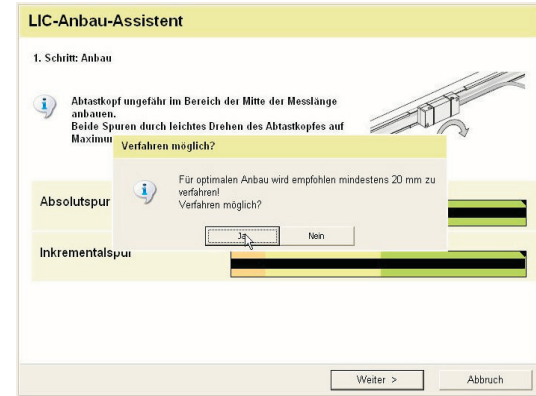 LIC-Anbau-Assistent
1. Schritt: Anbau
Abtastkopf ungefähr im Bereich der Mitte der Messlänge
anbauen.
Beide Spuren durch leichtes Drehen des Abtastkopfes auf
Verfahren möglich?
Für optimalen Anbau wird empfohlen mindestens 20 mm zu
verfahren!
Verfahren möglich?
Ja
Nein
Absolutspur
Inkrementalspur
Weiter >
Abbruch